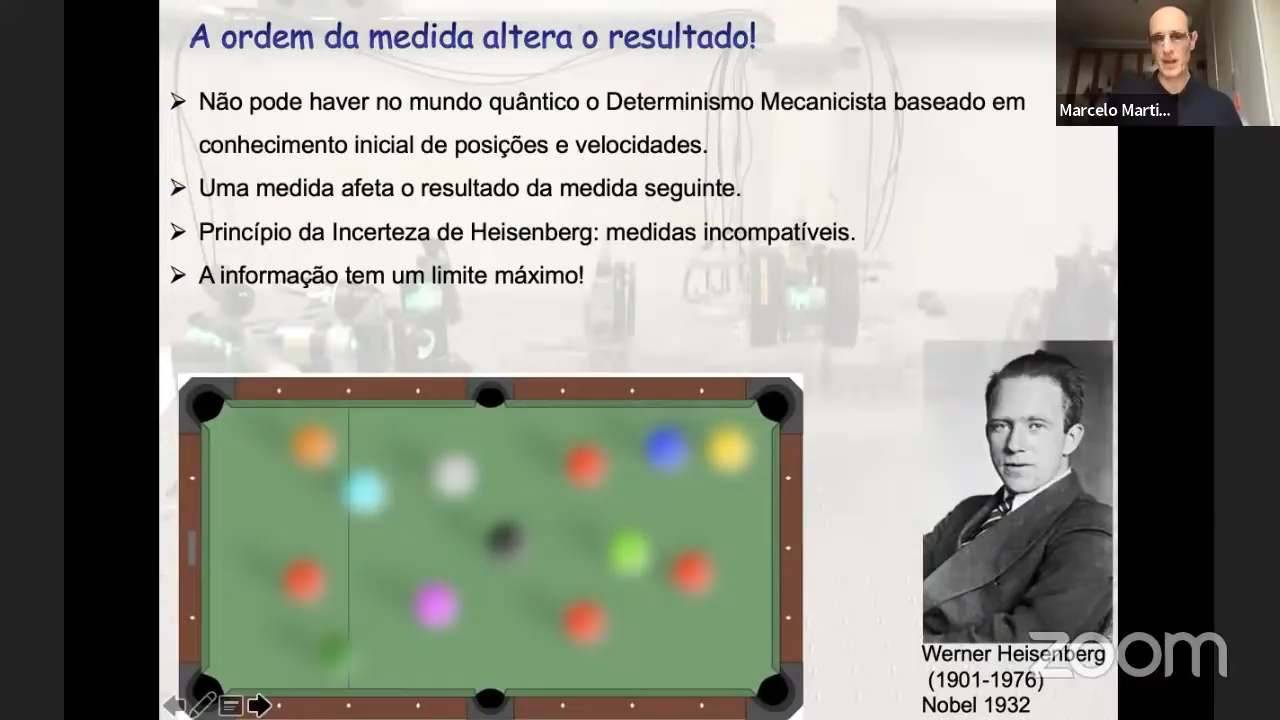 A ordem da medida altera o resultado!
Marcelo Marti...
➢ Não pode haver no mundo quântico o Determinismo Mecanicista baseado em
conhecimento inicial de posições e velocidades.
➢ Uma medida afeta o resultado da medida seguinte.
➢ Princípio da Incerteza de Heisenberg: medidas incompatíveis.
➢ A informação tem um limite máximo!
Werner Heisenberg
(1901-1976)
Nobel 1932
zoom